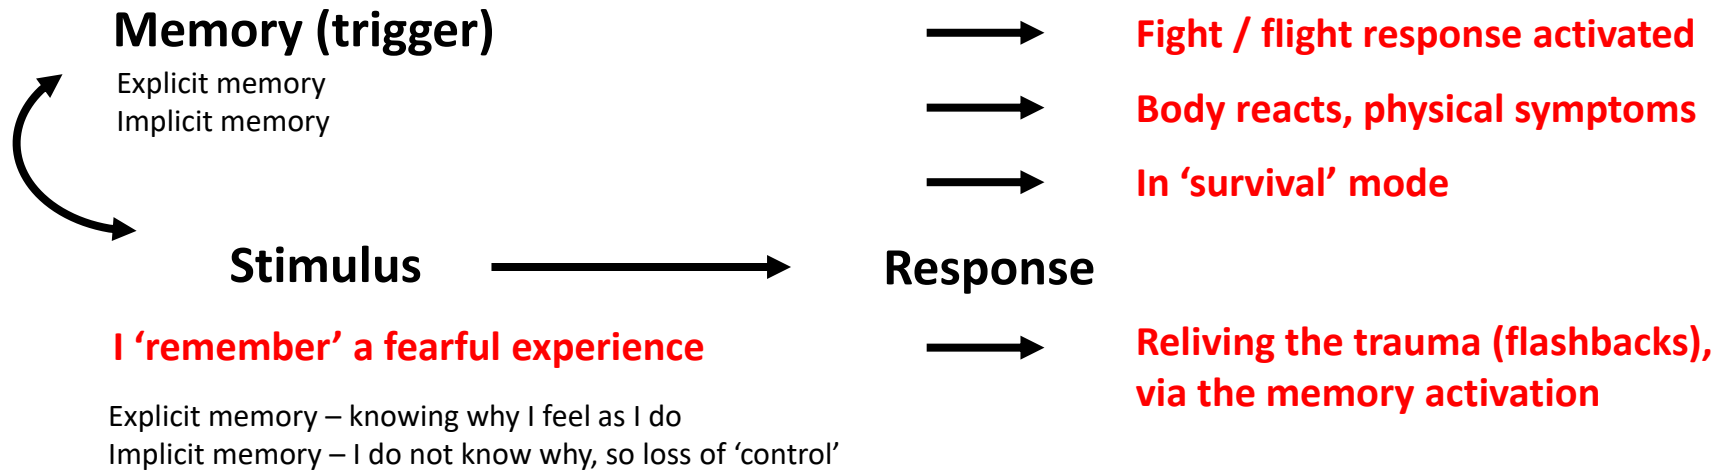 Memory (trigger)
Explicit memory
Implicit memory
Fight / flight response activated
Body reacts, physical symptoms
In ‘survival’ mode
Stimulus
Response
I ‘remember’ a fearful experience
Explicit memory – knowing why I feel as I do
Implicit memory – I do not know why, so loss of ‘control’
Reliving the trauma (flashbacks),
via the memory activation